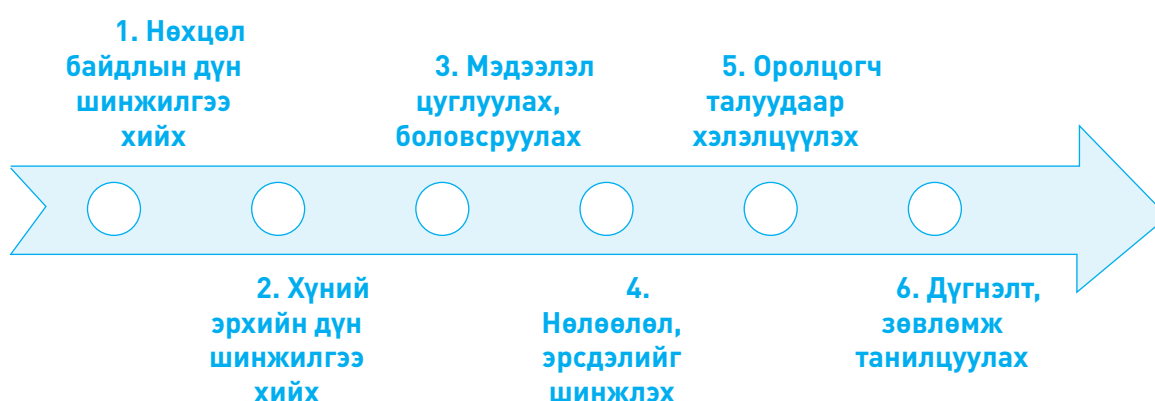 1. Нөхцөл
байдлын дүн
шинжилгээ
хийх
2. Хүний
эрхийн дүн
шинжилгээ
хийх
3. Мэдээлэл
цуглуулах,
боловсруулах
4.
Нөлөөлөл,
эрсдэлийг
шинжлэх
5. Оролцогч
талуудаар
хэлэлцүүлэх
6. Дүгнэлт,
зөвлөмж
танилцуулах